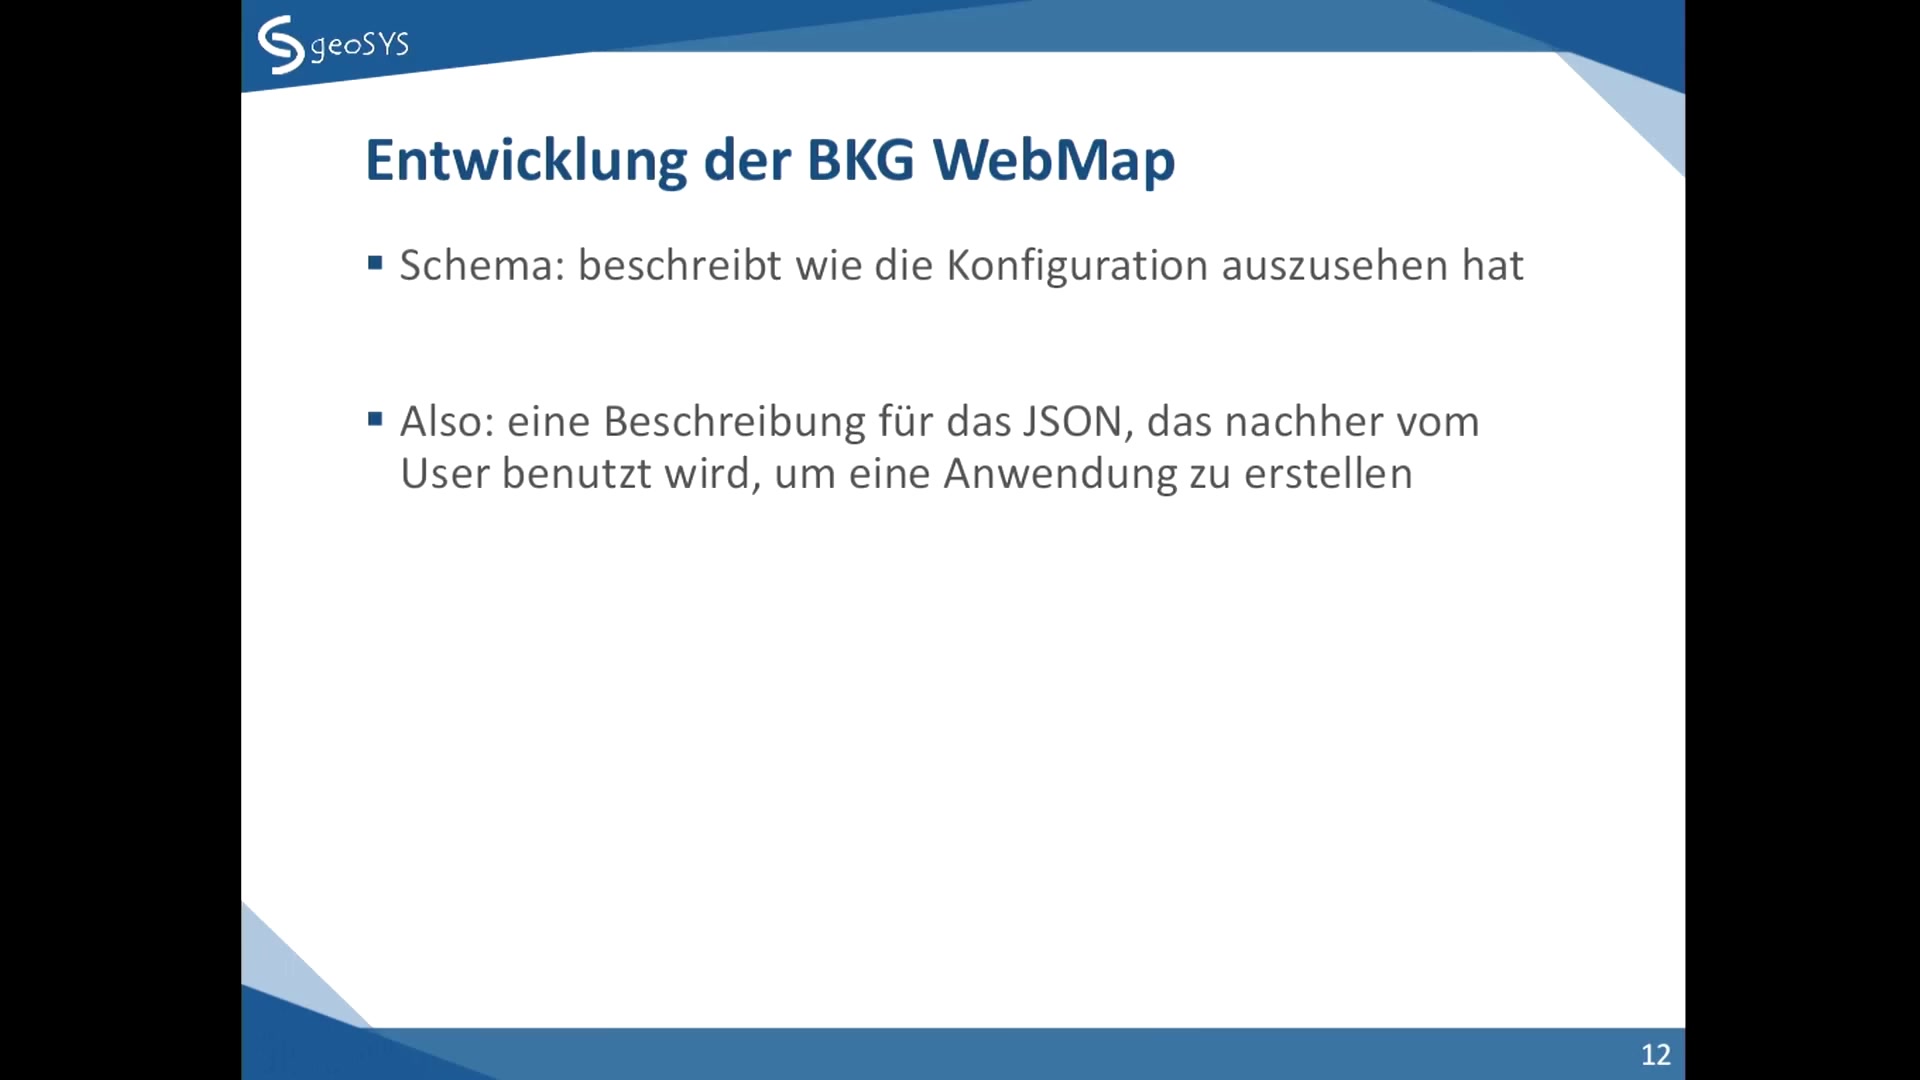 geoSYS
Entwicklung der BKG WebMap
▪ Schema: beschreibt wie die Konfiguration auszusehen hat
▪ Also: eine Beschreibung für das JSON, das nachher vom
User benutzt wird, um eine Anwendung zu erstellen
12